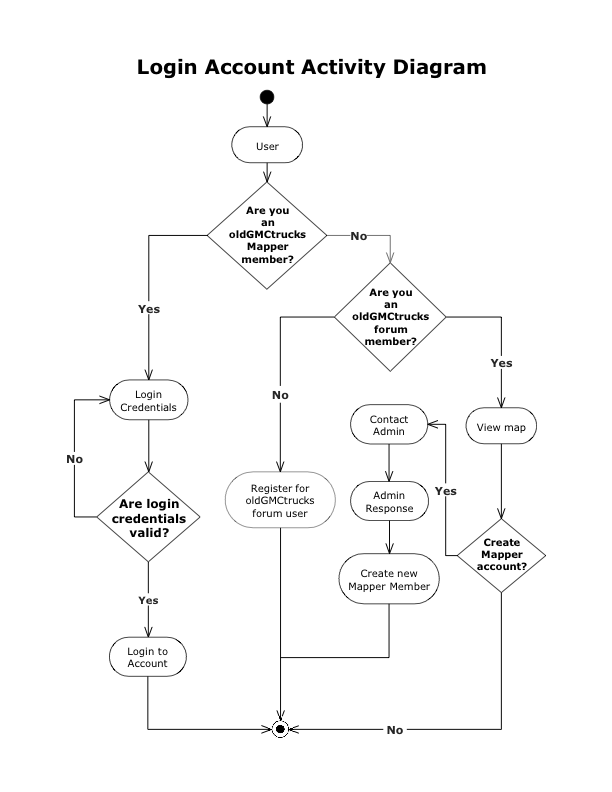 Login Account Activity Diagram
User
Are you
an
oldGMCtrucks
Mapper
member?
No
Are you
an
oldGMCtrucks
forum
member?
Yes
Yes
No
Login
Credentials
Contact
Admin
View map
No
Are login
credentials
valid?
Register for
oldGMCtrucks
forum user
Admin
Response
Yes
Create
Mapper
account?
Create new
Mapper Member
Yes
Login to
Account
No